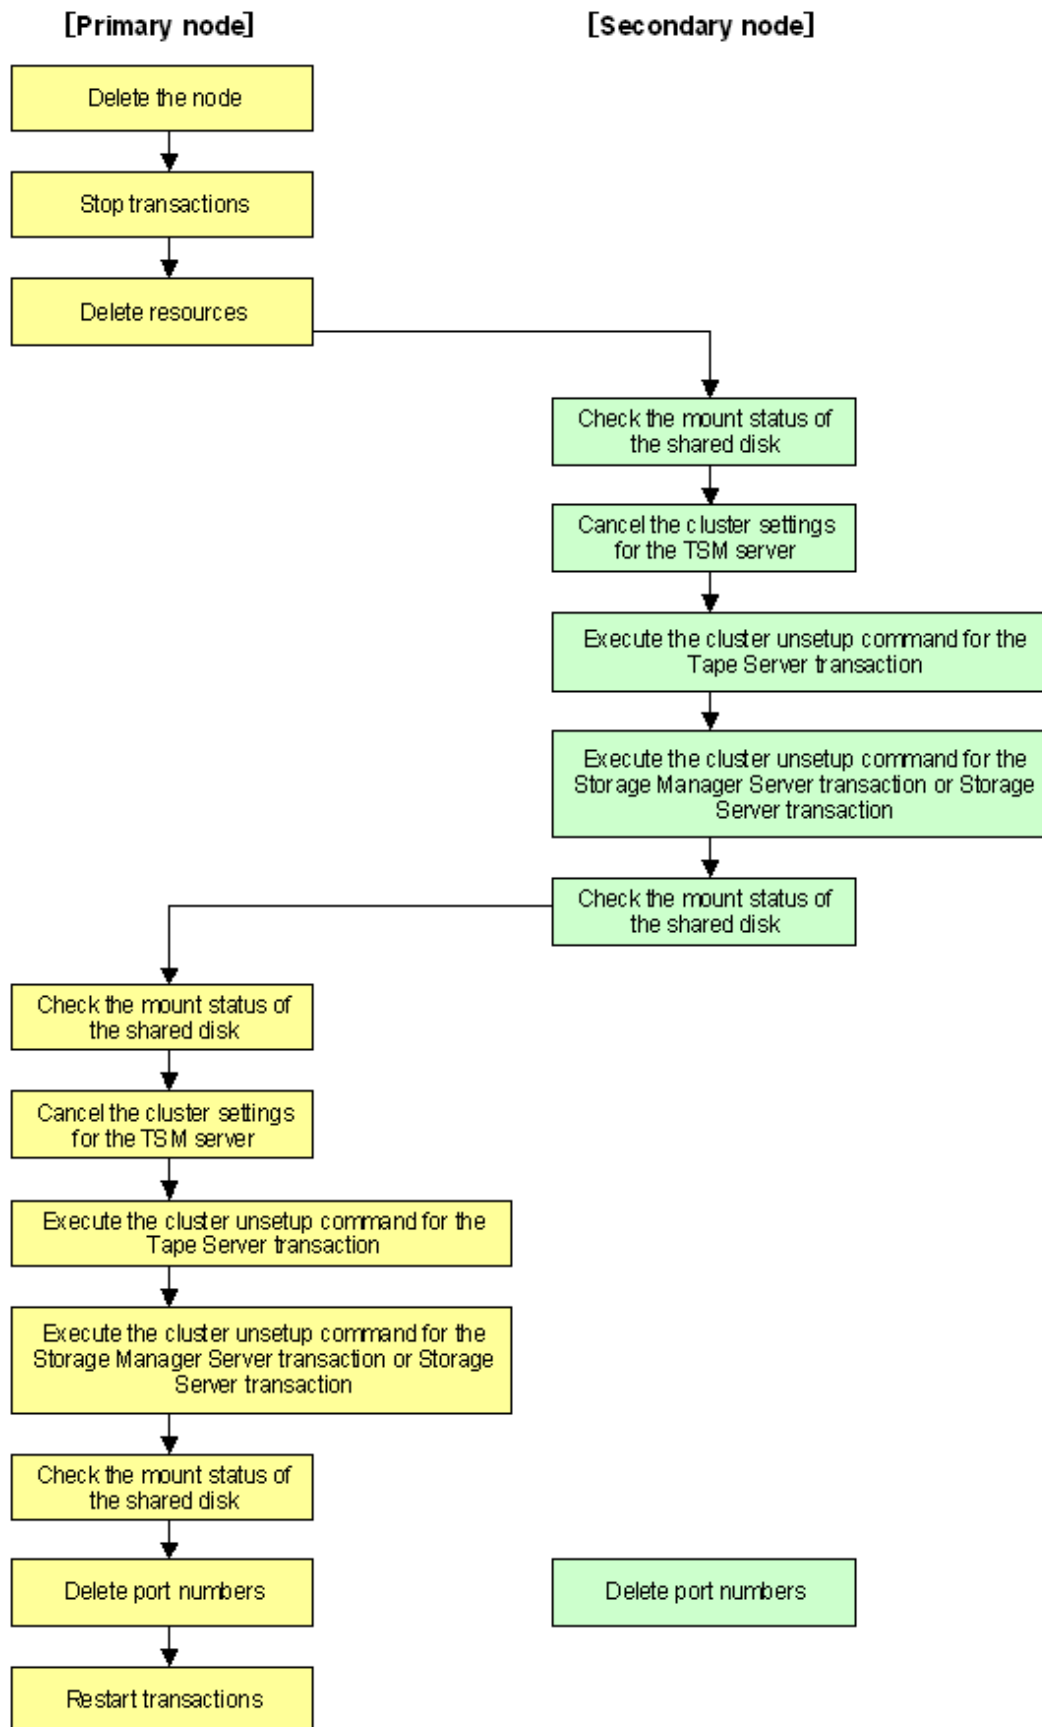 [Primary node]
[Secondary node]
Delete the node
Stop transactions
Delete resources
Check the mount status of
the shared disk
Cancel the cluster settings
for the TSM server
Execute the cluster unsetup command for the
Tape Server transaction
Execute the cluster unsetup command for the
Storage Manager Server transaction or Storage
Server transaction
Check the mount status of
the shared disk
Check the mount status of
the shared disk
Cancel the cluster settings
for the TSM server
Execute the cluster unsetup command for the
Tape Server transaction
Execute the cluster unsetup command for the
Storage Manager Server transaction or Storage
Server transaction
Check the mount status of
the shared disk
Delete port numbers
Delete port numbers
Restart transactions